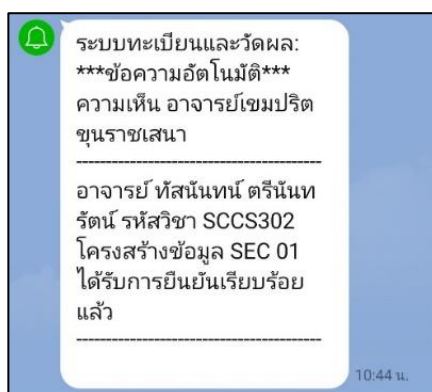 ระบบทะเบียนและวัดผล:
***ข้อความอัตโนมัติ***
ความเห็น อาจารย์เขมปริต
ขุนราชเสนา
----------------------------------------
อาจารย์ ทัสนันทน์ ตรีนันท
รัตน์ รหัสวิชา SCCS302
โครงสร้างข้อมูล SEC 01
ได้รับการยืนยันเรียบร้อย
แล้ว
----------------------------------------
10:44 น.